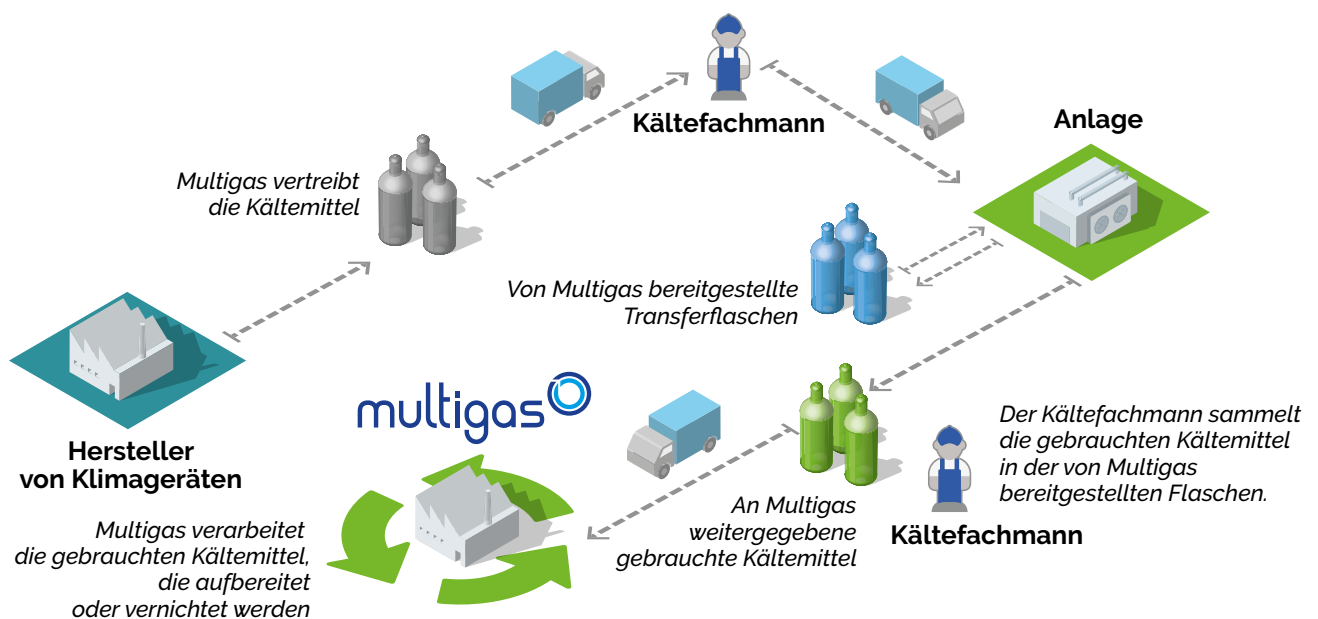 Kältefachmann
Anlage
Multigas vertreibt
die Kältemittel
Von Multigas bereitgestellte
Transferflaschen
multigas
Hersteller
von Klimageräten
Der Kältefachmann sammelt
die gebrauchten Kältemittel
in der von Multigas
bereitgestellten Flaschen.
Kältefachmann
An Multigas
weitergegebene
gebrauchte Kältemittel
Multigas verarbeitet
die gebrauchten Kältemittel,
die aufbereitet
oder vernichtet werden